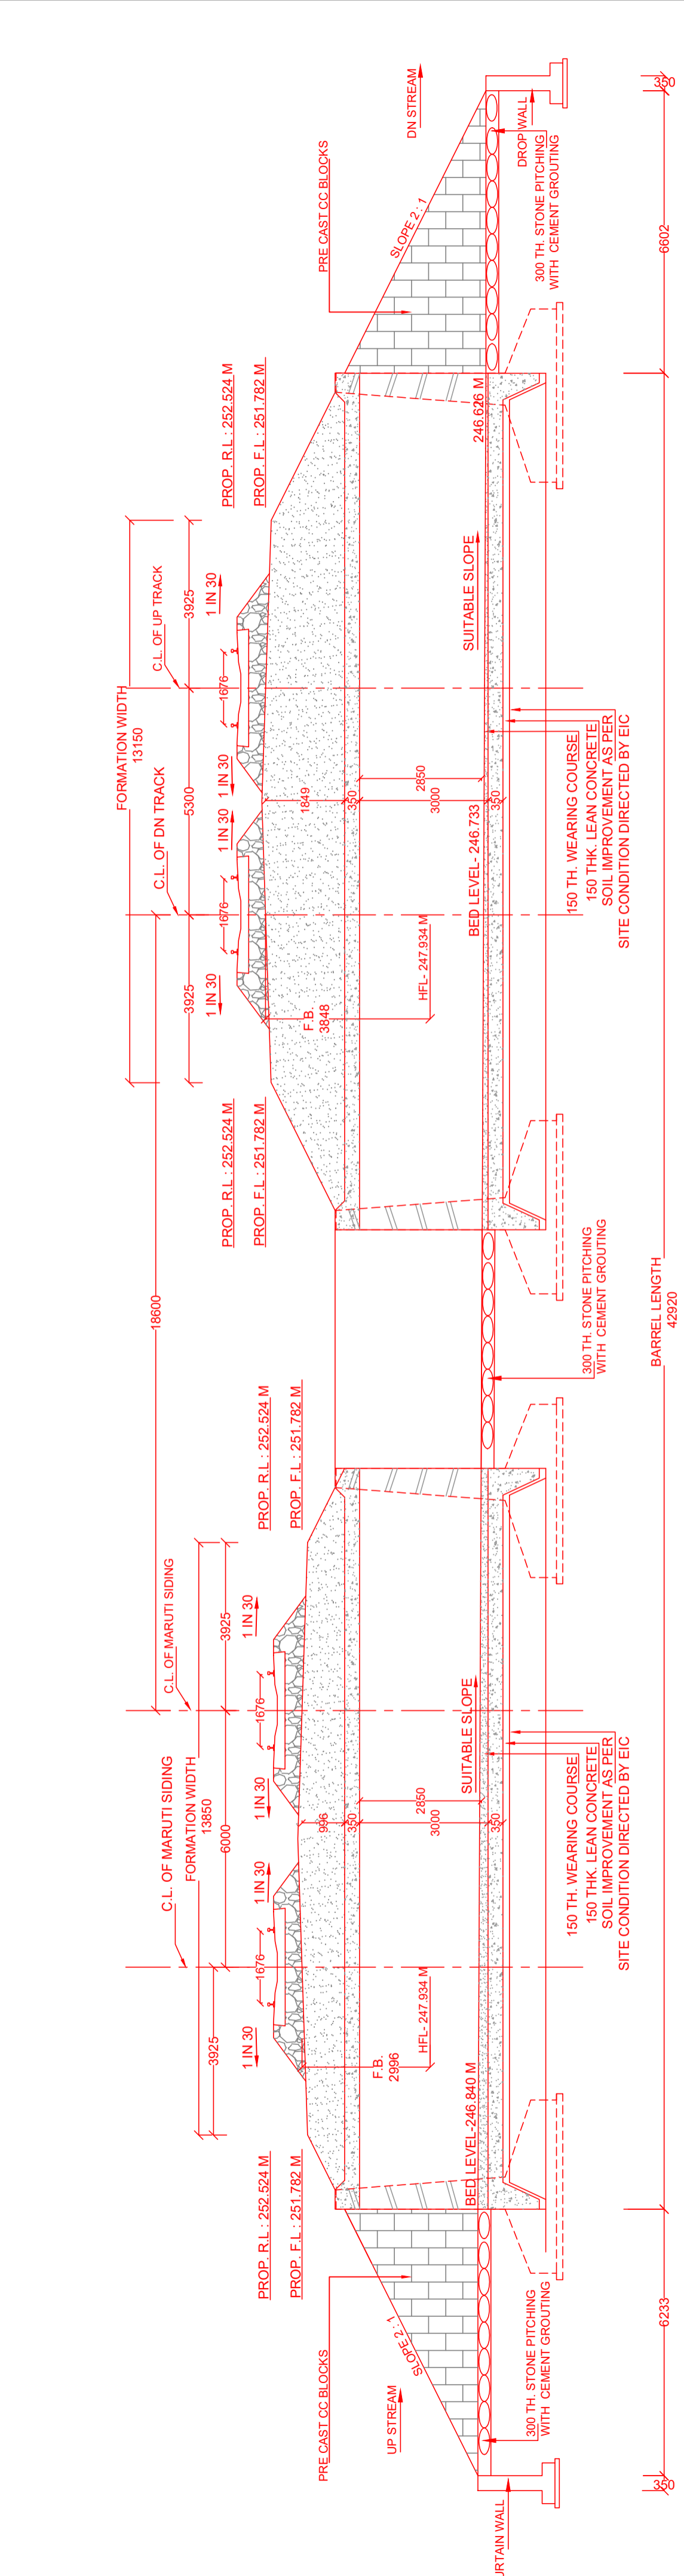 DN STREAM
PRE CAST CC BLOCKS
SLOPE 2 : 1
DROP WALL
300 TH. STONE PITCHING
WITH CEMENT GROUTING
350
6602
PROP. R.L : 252.524 M
PROP. F.L : 251.782 M
246.626 M
FORMATION WIDTH
13150
3925
5300
3925
C.L. OF UP TRACK
C.L. OF DN TRACK
1 IN 30
1676
1 IN 30
1 IN 30
1676
1 IN 30
SUITABLE SLOPE
1849
350
2850
3000
350
BED LEVEL- 246.733
HFL- 247.934 M
F.B.
3848
150 TH. WEARING COURSE
150 THK. LEAN CONCRETE
SOIL IMPROVEMENT AS PER
SITE CONDITION DIRECTED BY EIC
PROP. R.L : 252.524 M
PROP. F.L : 251.782 M
18600
300 TH. STONE PITCHING
WITH CEMENT GROUTING
BARREL LENGTH
42920
PROP. R.L : 252.524 M
PROP. F.L : 251.782 M
C.L. OF MARUTI SIDING
C.L. OF MARUTI SIDING
FORMATION WIDTH
13850
3925
6000
3925
1 IN 30
1676
1 IN 30
1 IN 30
1676
1 IN 30
SUITABLE SLOPE
996
350
2850
3000
350
HFL- 247.934 M
F.B.
2996
BED LEVEL-246.840 M
150 TH. WEARING COURSE
150 THK. LEAN CONCRETE
SOIL IMPROVEMENT AS PER
SITE CONDITION DIRECTED BY EIC
PROP. R.L : 252.524 M
PROP. F.L : 251.782 M
PRE CAST CC BLOCKS
SLOPE 2 : 1
UP STREAM
300 TH. STONE PITCHING
WITH CEMENT GROUTING
6233
350
URTAIN WALL